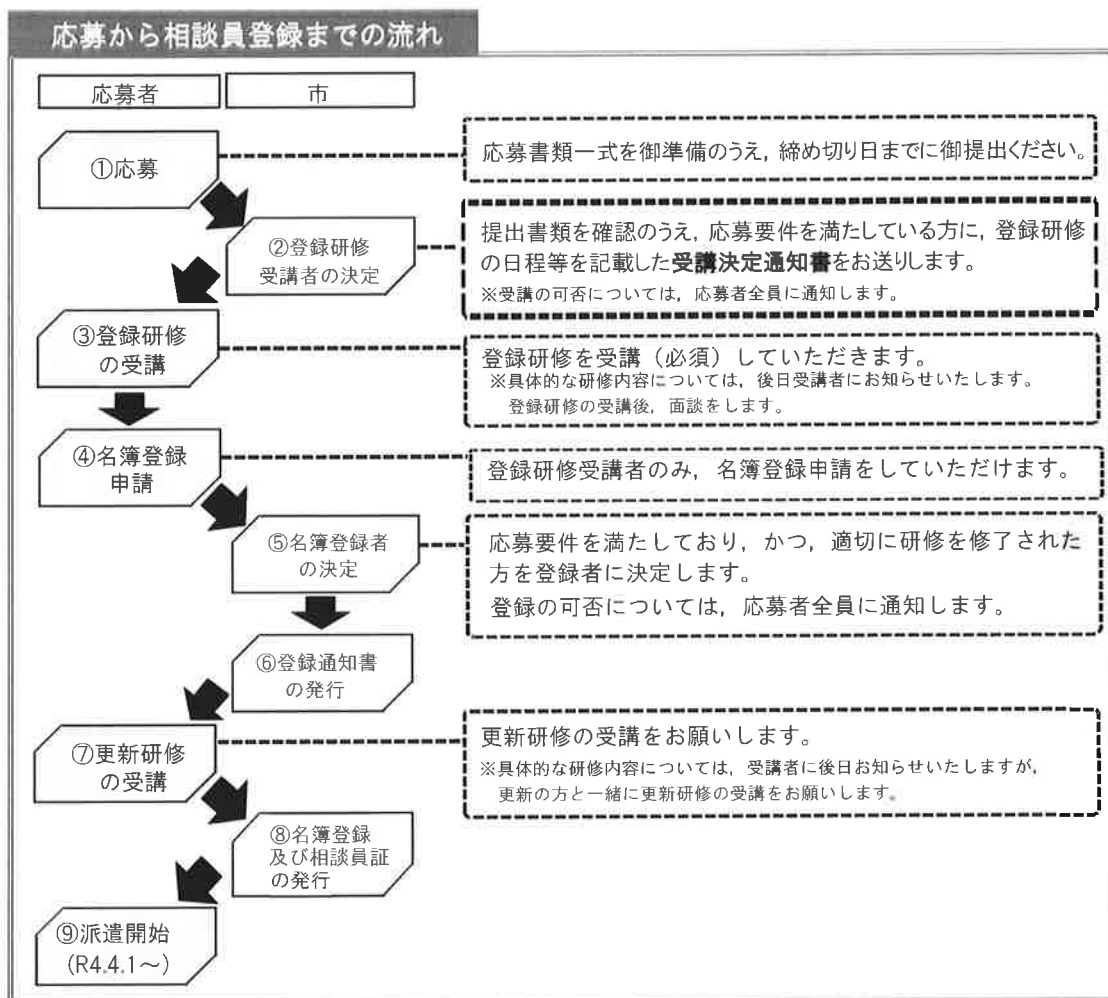 応募から相談員登録までの流れ
応募者
市
①応募
応募書類一式を御準備のうえ，締め切り日までに御提出ください。
②登録研修
受講者の決定
提出書類を確認のうえ，応募要件を満たしている方に，登録研修
の日程等を記載した受講決定通知書をお送りします。
※受講の可否については，応募者全員に通知します。
③登録研修
の受講
登録研修を受講（必須）していただきます。
※具体的な研修内容については，後日受講者にお知らせいたします。
登録研修の受講後，面談をします。
④名簿登録
申請
登録研修受講者のみ，名簿登録申請をしていただけます。
⑤名簿登録者
の決定
応募要件を満たしており，かつ，適切に研修を修了された
方を登録者に決定します。
登録の可否については，応募者全員に通知します。
⑥登録通知書
の発行
⑦更新研修
の受講
更新研修の受講をお願いします。
※具体的な研修内容については，受講者に後日お知らせいたしますが，
更新の方と一緒に更新研修の受講をお願いします。
⑧名簿登録
及び相談員証
の発行
⑨派遣開始
(R4.4.1～)